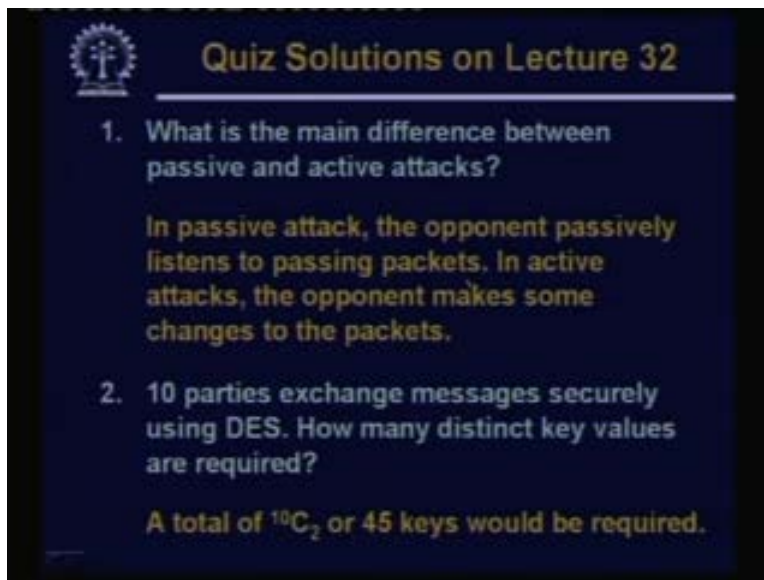 Quiz Solutions on Lecture 32
1. What is the main difference between
passive and active attacks?
In passive attack, the opponent passively
listens to passing packets. In active
attacks, the opponent makes some
changes to the packets.
2. 10 parties exchange messages securely
using DES. How many distinct key values
are required?
A total of ¹⁰C₂ or 45 keys would be required.